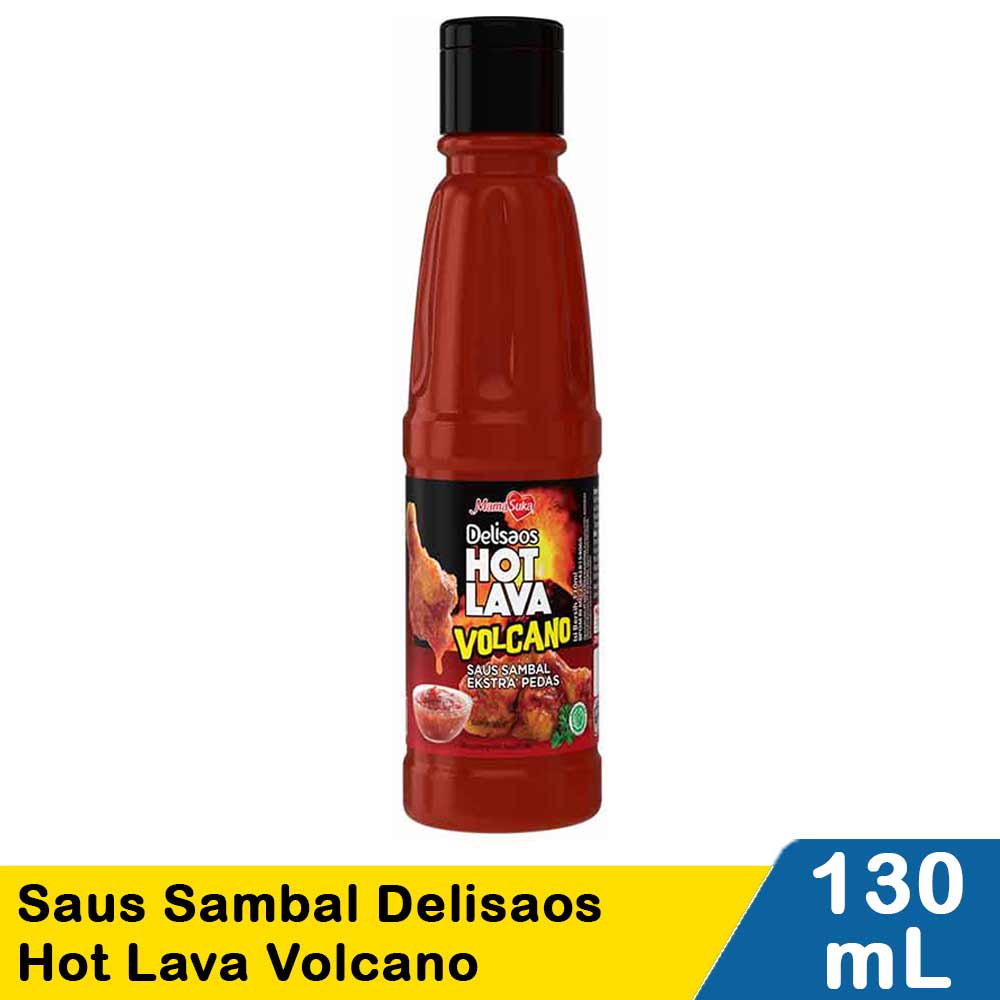 MamaSuka
Delisaos
HOT
LAVA
VOLCANO
SAUS SAMBAL
EKSTRA PEDAS
Saus Sambal Delisaos
Hot Lava Volcano
130
mL